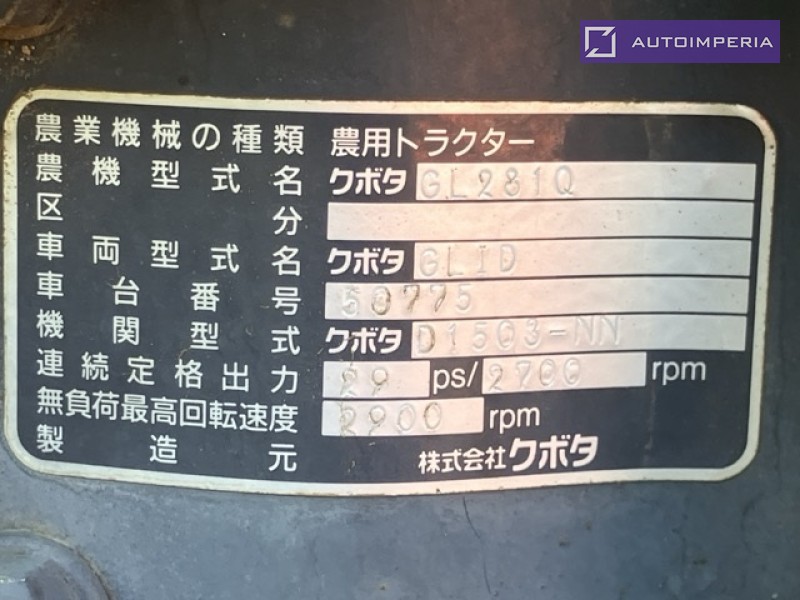 AUTOIMPERIA
農業機械の種類 農用トラクター
農機型式名 クボタ GL281Q
区分
車両型式名 クボタ GLID
車台番号 50775
機関型式 クボタ D1503-NN
連続定格出力 29 ps/2700 rpm
無負荷最高回転速度 2900 rpm
製造元 株式会社クボタ